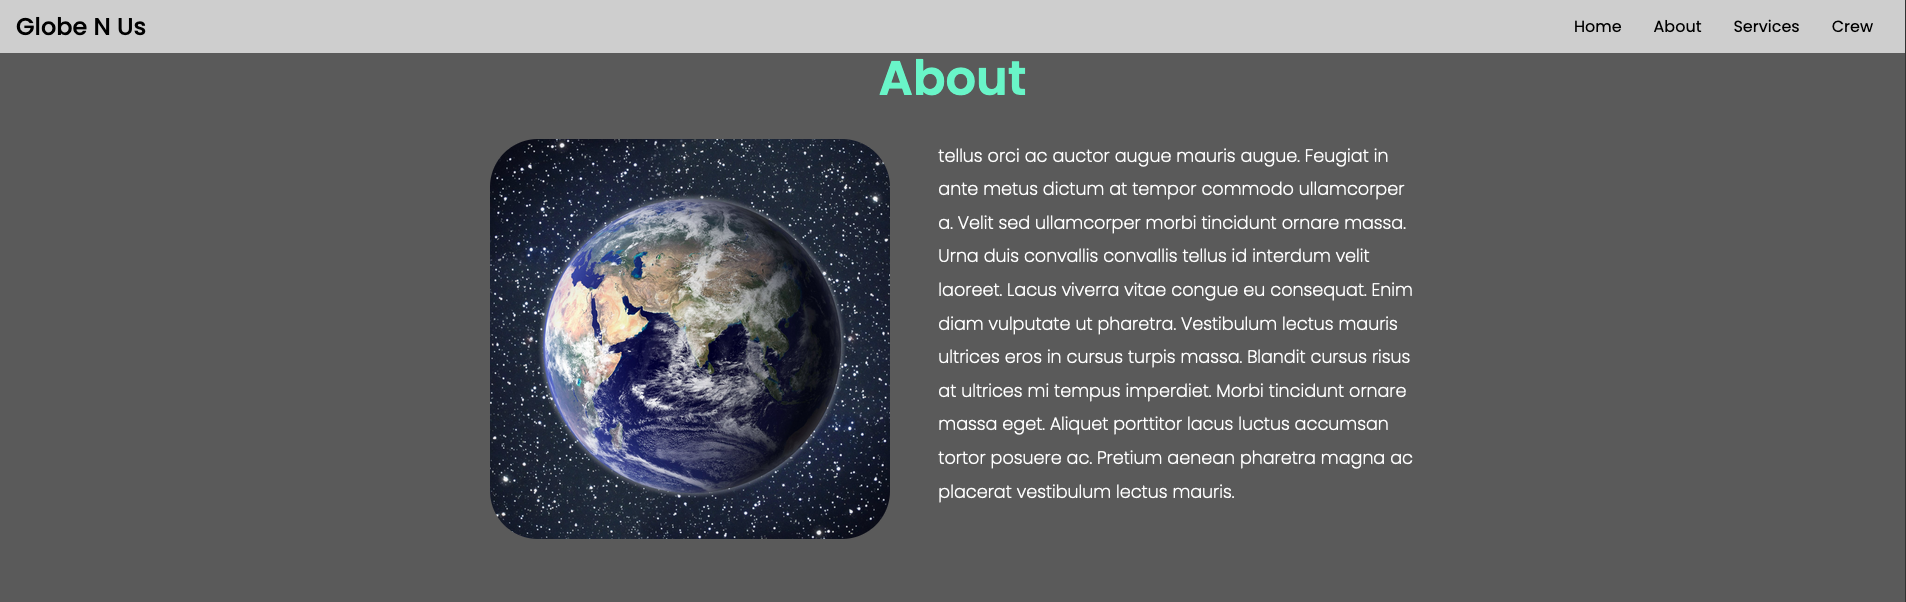 Globe N Us
Home About Services Crew
About
tellus orci ac auctor augue mauris augue. Feugiat in
ante metus dictum at tempor commodo ullamcorper
a. Velit sed ullamcorper morbi tincidunt ornare massa.
Urna duis convallis convallis tellus id interdum velit
laoreet. Lacus viverra vitae congue eu consequat. Enim
diam vulputate ut pharetra. Vestibulum lectus mauris
ultrices eros in cursus turpis massa. Blandit cursus risus
at ultrices mi tempus imperdiet. Morbi tincidunt ornare
massa eget. Aliquet porttitor lacus luctus accumsan
tortor posuere ac. Pretium aenean pharetra magna ac
placerat vestibulum lectus mauris.